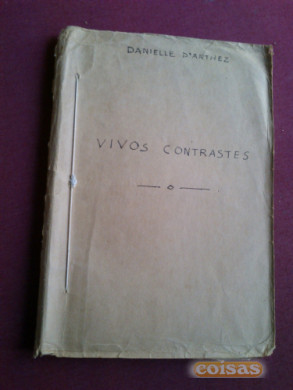 DANIELLE D'ARTHEZ
VIVOS CONTRASTES
coisas